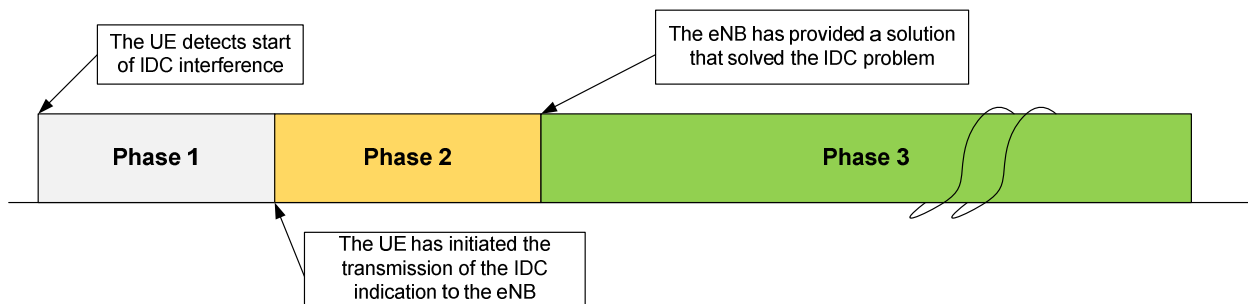 The UE detects start
of IDC interference
The eNB has provided a solution
that solved the IDC problem
Phase 1
Phase 2
Phase 3
The UE has initiated the
transmission of the IDC
indication to the eNB